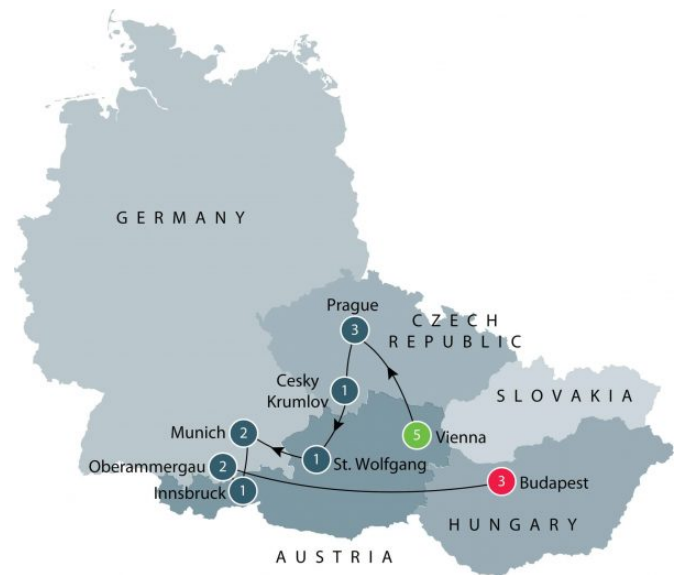 GERMANY
Prague
3
CZECH
REPUBLIC
Cesky
Krumlov
1
SLOVAKIA
Munich
2
5
Vienna
1
St. Wolfgang
Oberammergau
2
Innsbruck
1
3
Budapest
HUNGARY
AUSTRIA